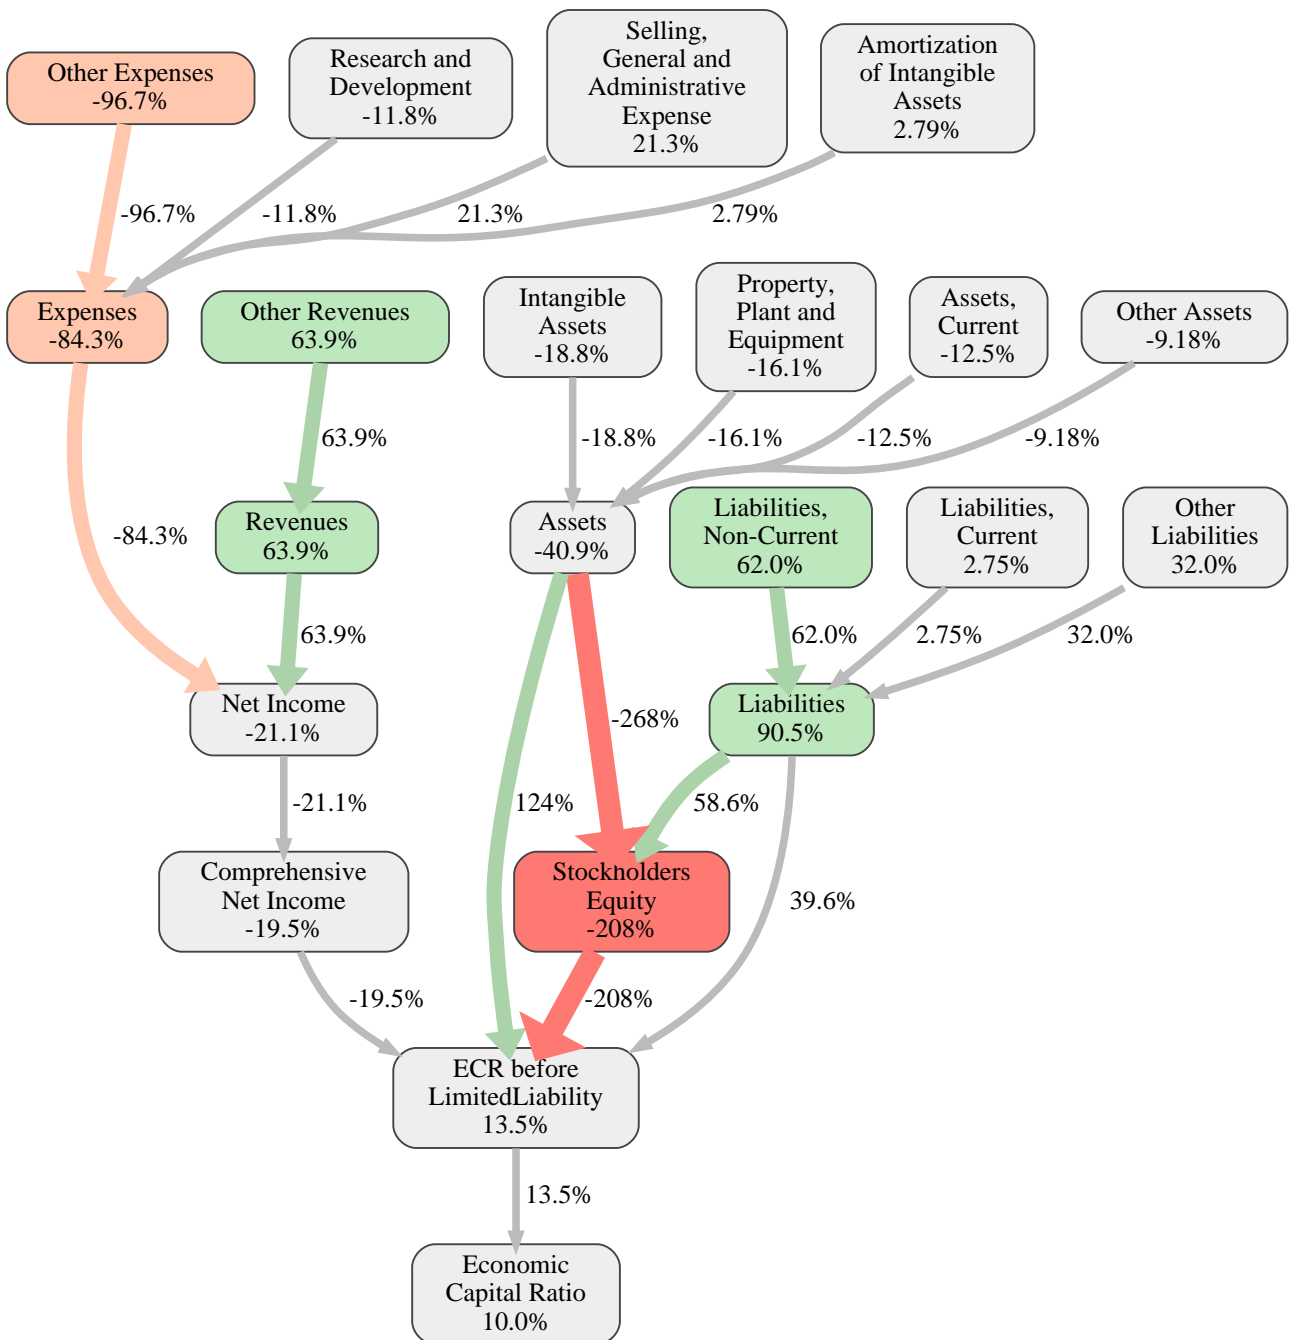 Other Expenses
-96.7%
Research and
Development
-11.8%
Selling,
General and
Administrative
Expense
21.3%
Amortization
of Intangible
Assets
2.79%
-96.7%
-11.8%
21.3%
2.79%
Expenses
-84.3%
Other Revenues
63.9%
Intangible
Assets
-18.8%
Property,
Plant and
Equipment
-16.1%
Assets,
Current
-12.5%
Other Assets
-9.18%
63.9%
-18.8%
-16.1%
-12.5%
-9.18%
-84.3%
Revenues
63.9%
Assets
-40.9%
Liabilities,
Non-Current
62.0%
Liabilities,
Current
2.75%
Other
Liabilities
32.0%
63.9%
62.0%
2.75%
32.0%
Net Income
-21.1%
-268%
Liabilities
90.5%
-21.1%
124%
58.6%
Comprehensive
Net Income
-19.5%
Stockholders
Equity
-208%
39.6%
-19.5%
-208%
ECR before
LimitedLiability
13.5%
13.5%
Economic
Capital Ratio
10.0%